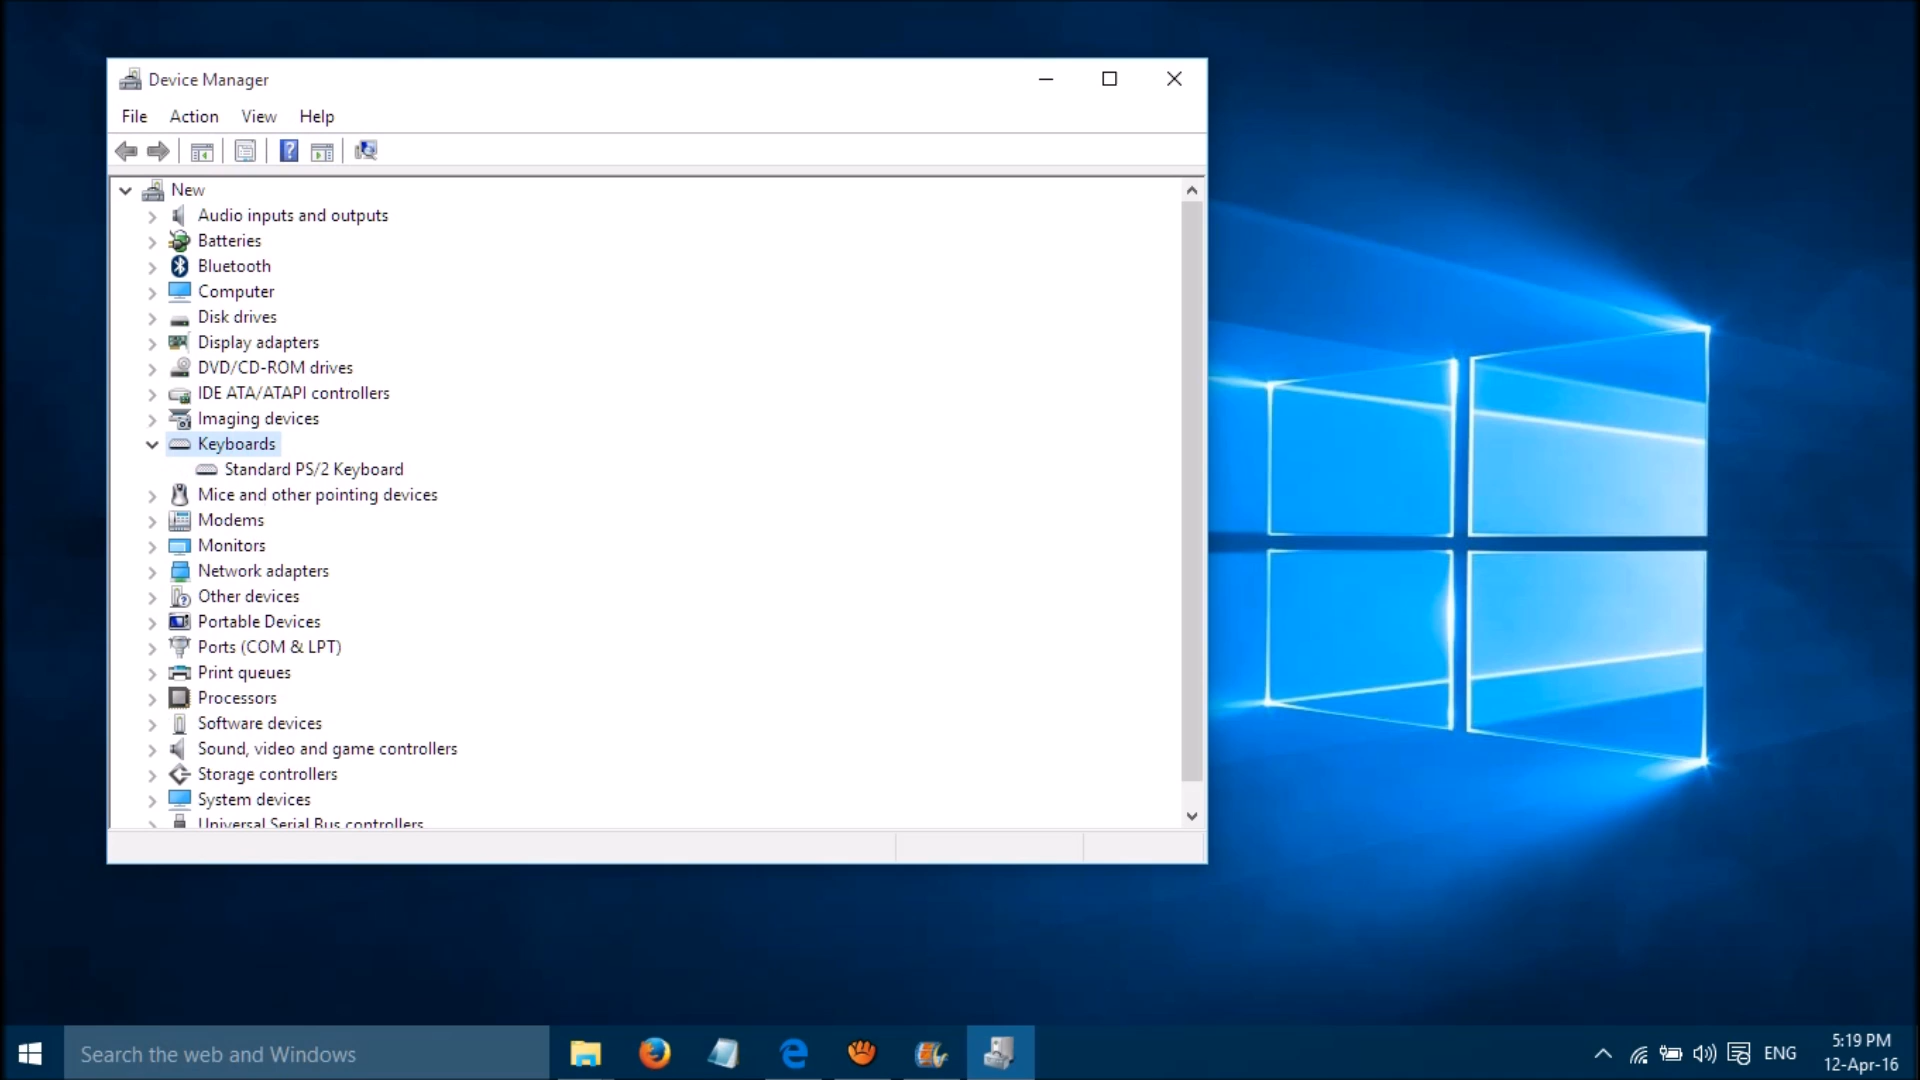 Device Manager
File Action View Help
New
Audio inputs and outputs
Batteries
Bluetooth
Computer
Disk drives
Display adapters
DVD/CD-ROM drives
IDE ATA/ATAPI controllers
Imaging devices
Keyboards
Standard PS/2 Keyboard
Mice and other pointing devices
Modems
Monitors
Network adapters
Other devices
Portable Devices
Ports (COM & LPT)
Print queues
Processors
Software devices
Sound, video and game controllers
Storage controllers
System devices
Universal Serial Bus controllers
Search the web and Windows
ENG
5:19 PM
12-Apr-16